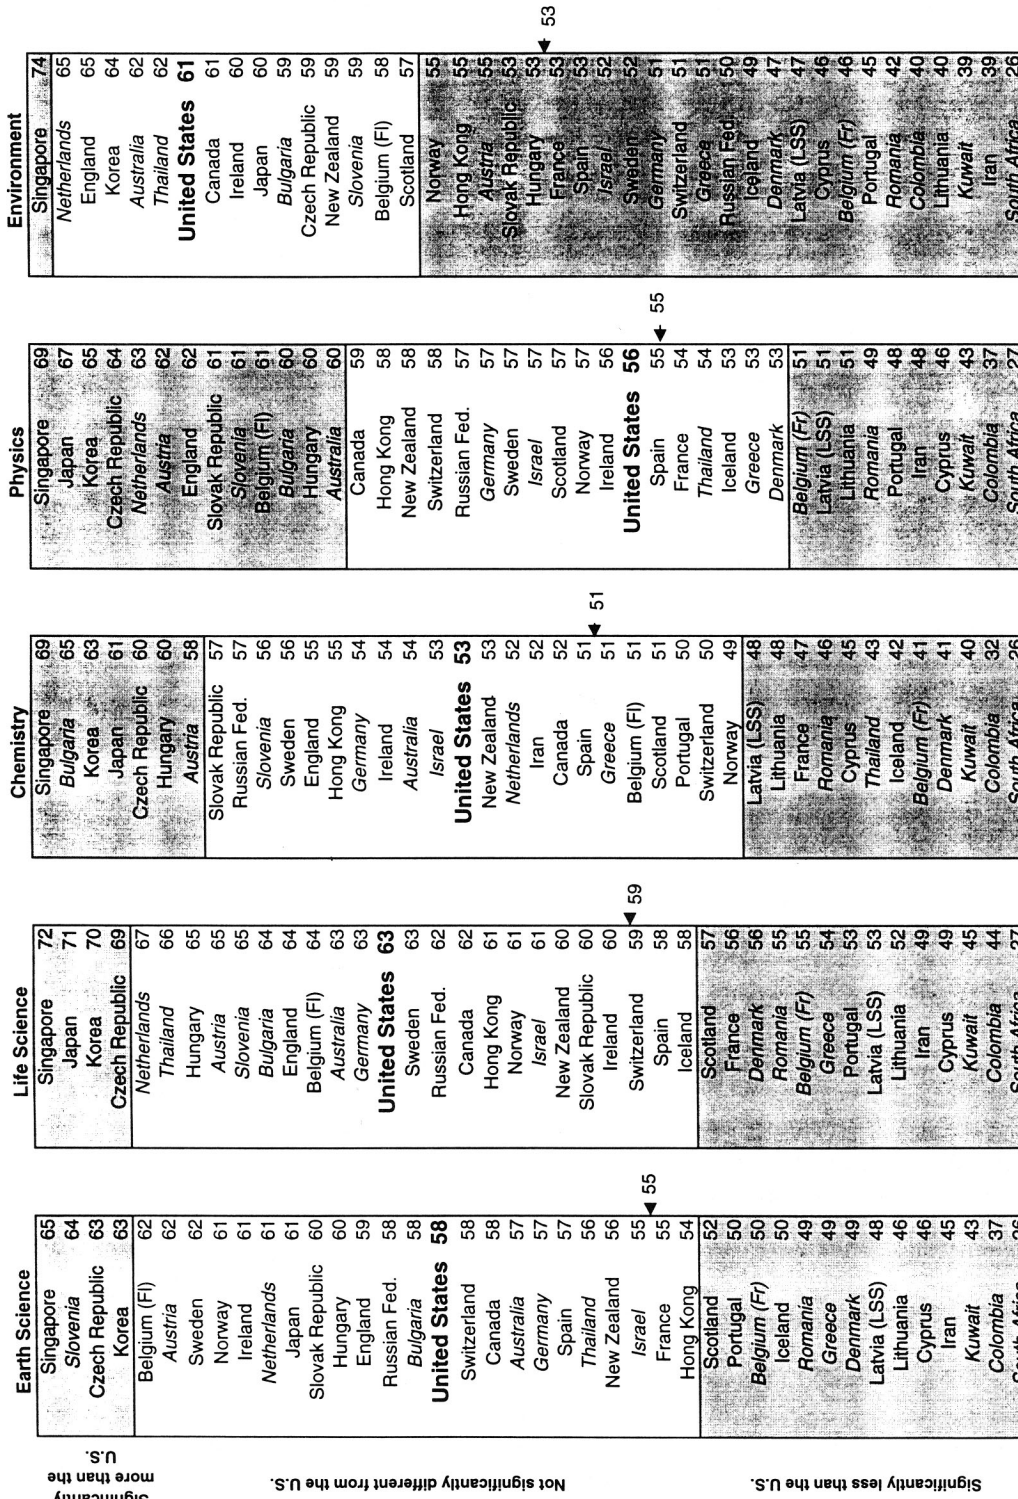 Earth Science
Singapore 65
Slovenia 64
Czech Republic 63
Korea 63
Belgium (Fl) 62
Austria 62
Sweden 62
Norway 61
Ireland 61
Netherlands 61
Japan 61
Slovak Republic 60
Hungary 60
England 59
Russian Fed. 58
Bulgaria 58
United States 58
Switzerland 58
Canada 58
Australia 57
Germany 57
Spain 57
Thailand 56
New Zealand 56
Israel 55
55
France 55
Hong Kong 54
Scotland 52
Portugal 50
Belgium (Fr) 50
Iceland 50
Romania 49
Greece 49
Denmark 49
Latvia (LSS) 48
Lithuania 46
Cyprus 46
Iran 45
Kuwait 43
Colombia 37
South Africa 26
Life Science
Singapore 72
Japan 71
Korea 70
Czech Republic 69
Netherlands 67
Thailand 66
Hungary 65
Austria 65
Slovenia 65
Bulgaria 64
England 64
Belgium (Fl) 64
Australia 63
Germany 63
United States 63
Sweden 63
Russian Fed. 62
Canada 62
Hong Kong 61
Norway 61
Israel 61
New Zealand 60
Slovak Republic 60
Ireland 60
59
Switzerland 59
Spain 58
Iceland 58
Scotland 57
France 56
Denmark 56
Romania 55
Belgium (Fr) 55
Greece 54
Portugal 53
Latvia (LSS) 53
Lithuania 52
Iran 49
Cyprus 49
Kuwait 45
Colombia 44
South Africa 27
Chemistry
Singapore 69
Bulgaria 65
Korea 63
Japan 61
Czech Republic 60
Hungary 60
Austria 58
Slovak Republic 57
Russian Fed. 57
Slovenia 56
Sweden 56
England 55
Hong Kong 55
Germany 54
Ireland 54
Australia 54
Israel 53
United States 53
New Zealand 53
Netherlands 52
Iran 52
Canada 52
Spain 51
51
Greece 51
Belgium (Fl) 51
Scotland 51
Portugal 50
Switzerland 50
Norway 49
Latvia (LSS) 48
Lithuania 48
France 47
Romania 46
Cyprus 45
Thailand 43
Iceland 42
Belgium (Fr) 41
Denmark 41
Kuwait 40
Colombia 32
South Africa 26
Physics
Singapore 69
Japan 67
Korea 65
Czech Republic 64
Netherlands 63
Austria 62
England 62
Slovak Republic 61
Slovenia 61
Belgium (Fl) 61
Bulgaria 60
Hungary 60
Australia 60
Canada 59
Hong Kong 58
New Zealand 58
Switzerland 58
Russian Fed. 57
Germany 57
Sweden 57
Israel 57
Scotland 57
Norway 57
Ireland 56
United States 56
Spain 55
55
France 54
Thailand 54
Iceland 53
Greece 53
Denmark 53
Belgium (Fr) 51
Latvia (LSS) 51
Lithuania 51
Romania 49
Portugal 48
Iran 48
Cyprus 46
Kuwait 43
Colombia 37
South Africa 27
Environment
Singapore 74
Netherlands 65
England 65
Korea 64
Australia 62
Thailand 62
United States 61
Canada 61
Ireland 60
Japan 60
Bulgaria 59
Czech Republic 59
New Zealand 59
Slovenia 59
Belgium (Fl) 58
Scotland 57
Norway 55
Hong Kong 55
Austria 55
Slovak Republic 53
Hungary 53
53
France 53
Spain 53
Israel 52
Sweden 52
Germany 51
Switzerland 51
Greece 51
Russian Fed. 50
Iceland 49
Denmark 47
Latvia (LSS) 47
Cyprus 46
Belgium (Fr) 46
Portugal 45
Romania 42
Colombia 40
Lithuania 40
Kuwait 39
Iran 39
South Africa 26
Significantly
more than the
U.S.
Not significantly different from the U.S.
Significantly less than the U.S.